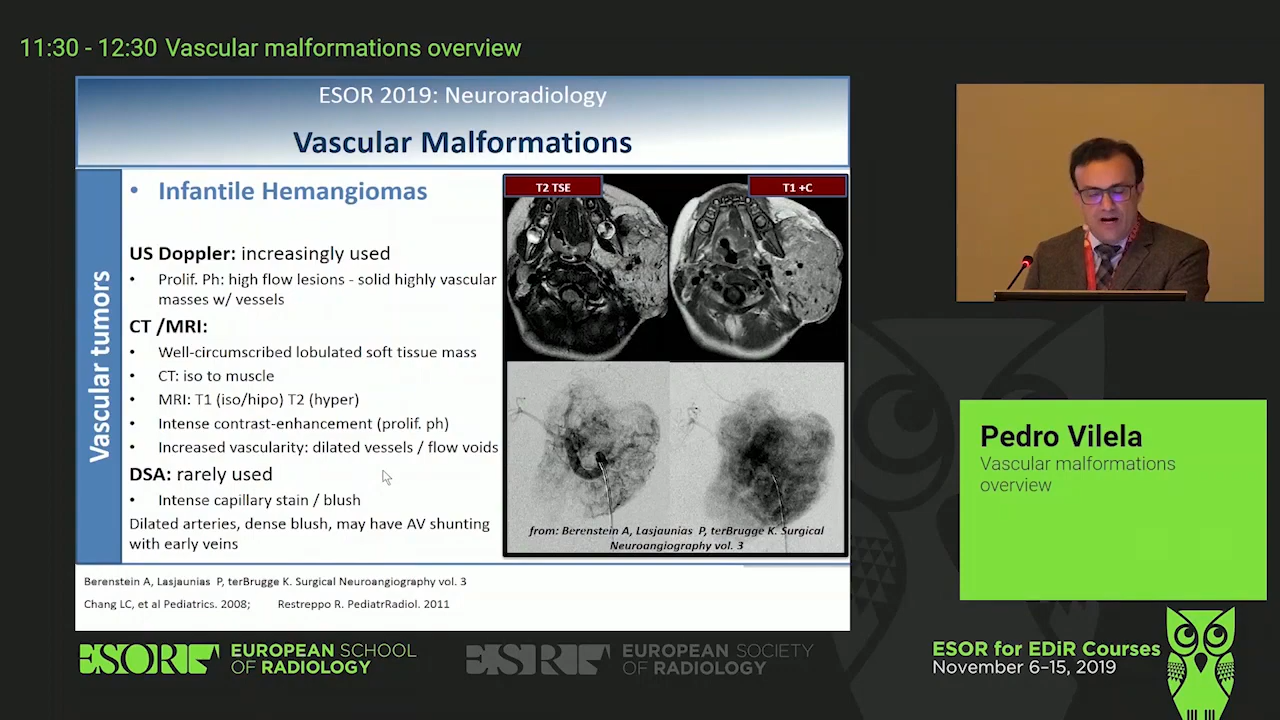 11:30 - 12:30 Vascular malformations overview
ESOR 2019: Neuroradiology
Vascular Malformations
Vascular tumors
• Infantile Hemangiomas
US Doppler: increasingly used
• Prolif. Ph: high flow lesions - solid highly vascular
masses w/ vessels
CT /MRI:
• Well-circumscribed lobulated soft tissue mass
• CT: iso to muscle
• MRI: T1 (iso/hipo) T2 (hyper)
• Intense contrast-enhancement (prolif. ph)
• Increased vascularity: dilated vessels / flow voids
DSA: rarely used
• Intense capillary stain / blush
Dilated arteries, dense blush, may have AV shunting
with early veins
T2 TSE
T1 +C
from: Berenstein A, Lasjaunias P, terBrugge K. Surgical
Neuroangiography vol. 3
Berenstein A, Lasjaunias P, terBrugge K. Surgical Neuroangiography vol. 3
Chang LC, et al Pediatrics. 2008; Restreppo R. PediatrRadiol. 2011
Pedro Vilela
Vascular malformations
overview
ESOR EUROPEAN SCHOOL
OF RADIOLOGY
ESR EUROPEAN SOCIETY
OF RADIOLOGY
ESOR for EDiR Courses
November 6–15, 2019